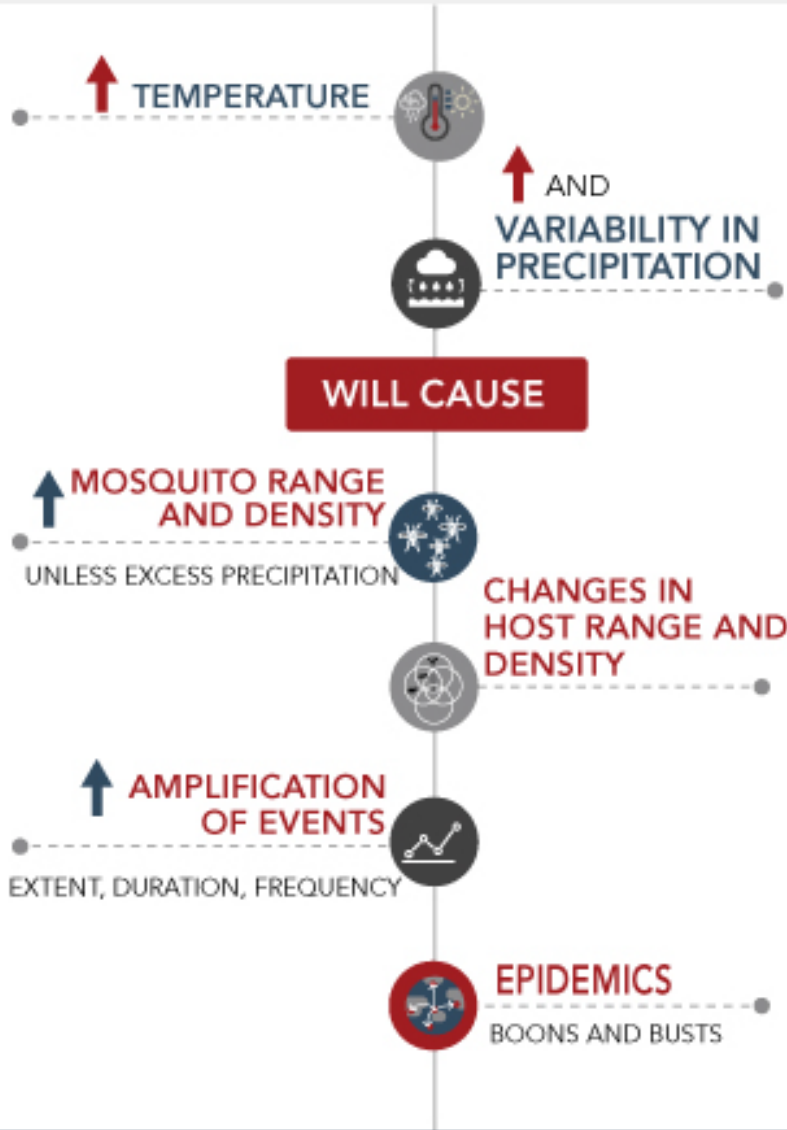 TEMPERATURE
AND
VARIABILITY IN
PRECIPITATION
WILL CAUSE
MOSQUITO RANGE
AND DENSITY
UNLESS EXCESS PRECIPITATION
CHANGES IN
HOST RANGE AND
DENSITY
AMPLIFICATION
OF EVENTS
EXTENT, DURATION, FREQUENCY
EPIDEMICS
BOONS AND BUSTS